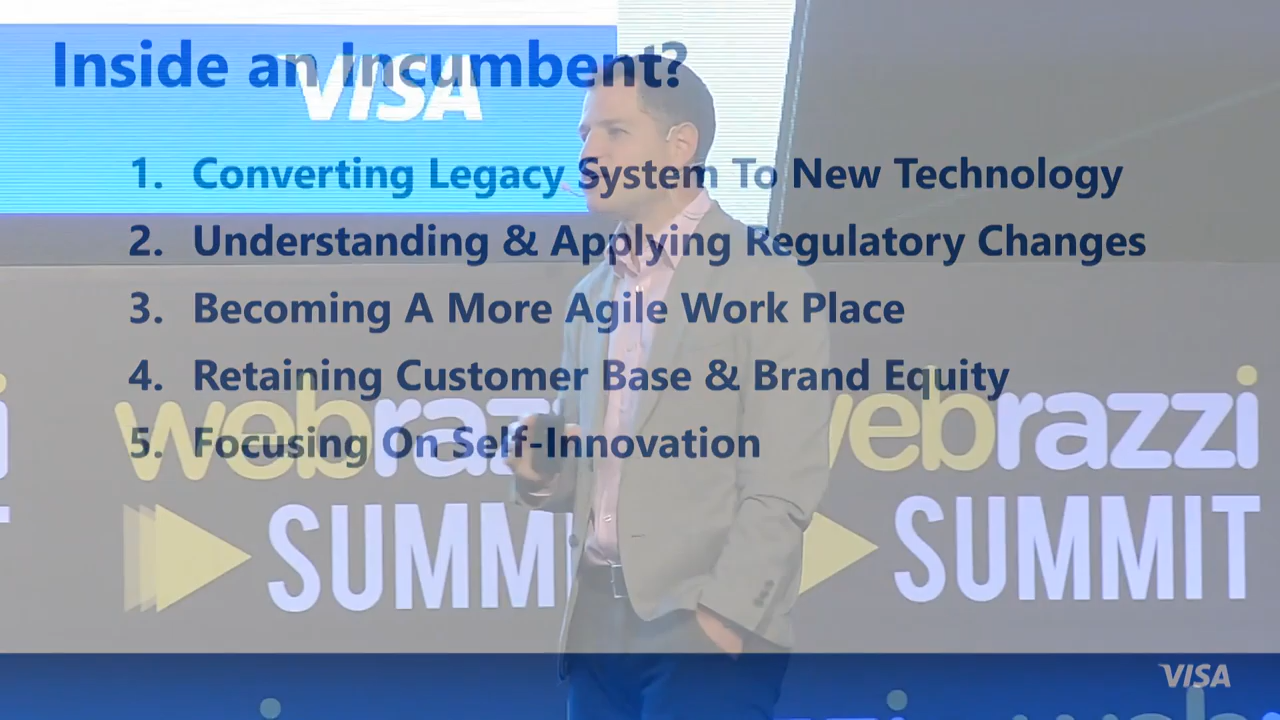 Inside an Incumbent?
VISA
1. Converting Legacy System To New Technology
2. Understanding & Applying Regulatory Changes
3. Becoming A More Agile Work Place
4. Retaining Customer Base & Brand Equity
5. Focusing On Self-Innovation
webrazzi
SUMMIT
webrazzi
SUMMIT
VISA